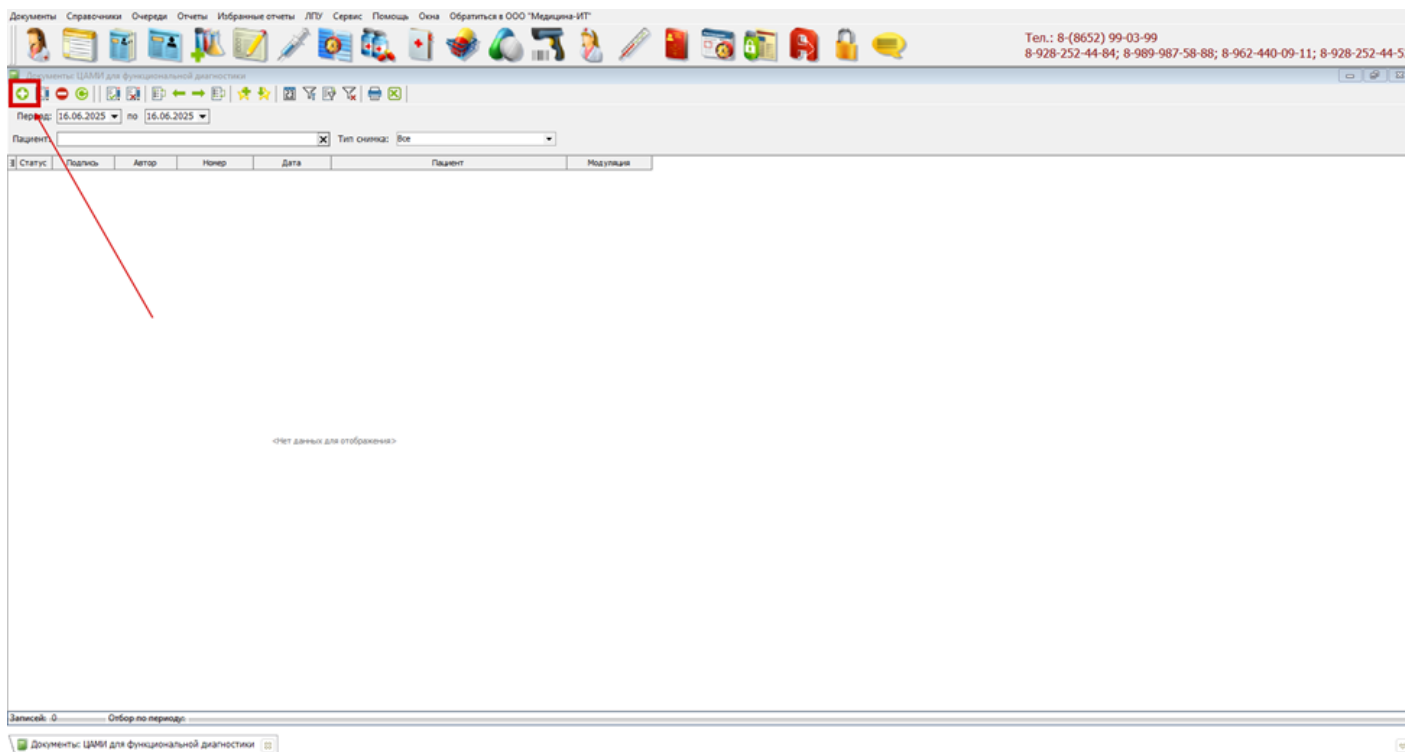 Документы Справочники Очереди Отчеты Избранные отчеты ЛПУ Сервис Помощь Окна Обратиться в ООО "Медицина-ИТ"
Тел.: 8-(8652) 99-03-99
8-928-252-44-84; 8-989-987-58-88; 8-962-440-09-11; 8-928-252-44-5
Документы: ЦАМИ для функциональной диагностики
Период: 16.06.2025 по 16.06.2025
Пациент: Тип снимка: Все
Статус Подпись Автор Номер Дата Пациент Модуляция
<Нет данных для отображения>
Записей: 0 Отбор по периоду:
Документы: ЦАМИ для функциональной диагностики